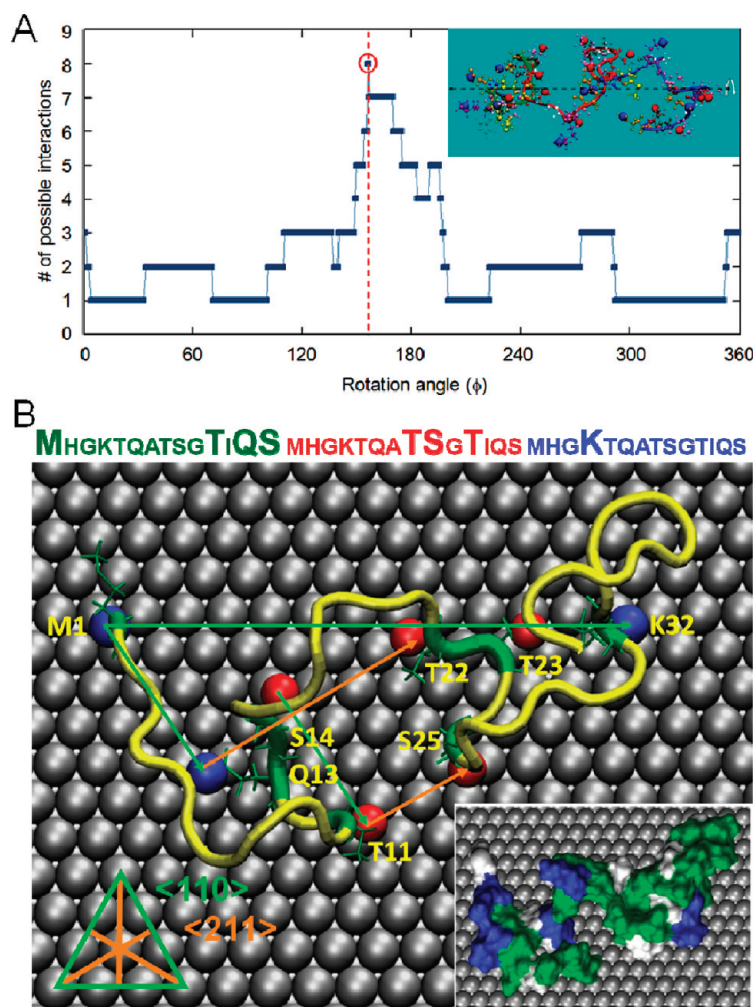 A
9
8
7
6
5
4
3
2
1
0
# of possible interactions
0 60 120 180 240 300 360
Rotation angle (ϕ)
B
MHGKTQATSGTIQS MHGKTQATSGTIQS MHGKTQATSGTIQS
M1
K32
T22
T23
S14
S25
Q13
T11
<110>
<211>